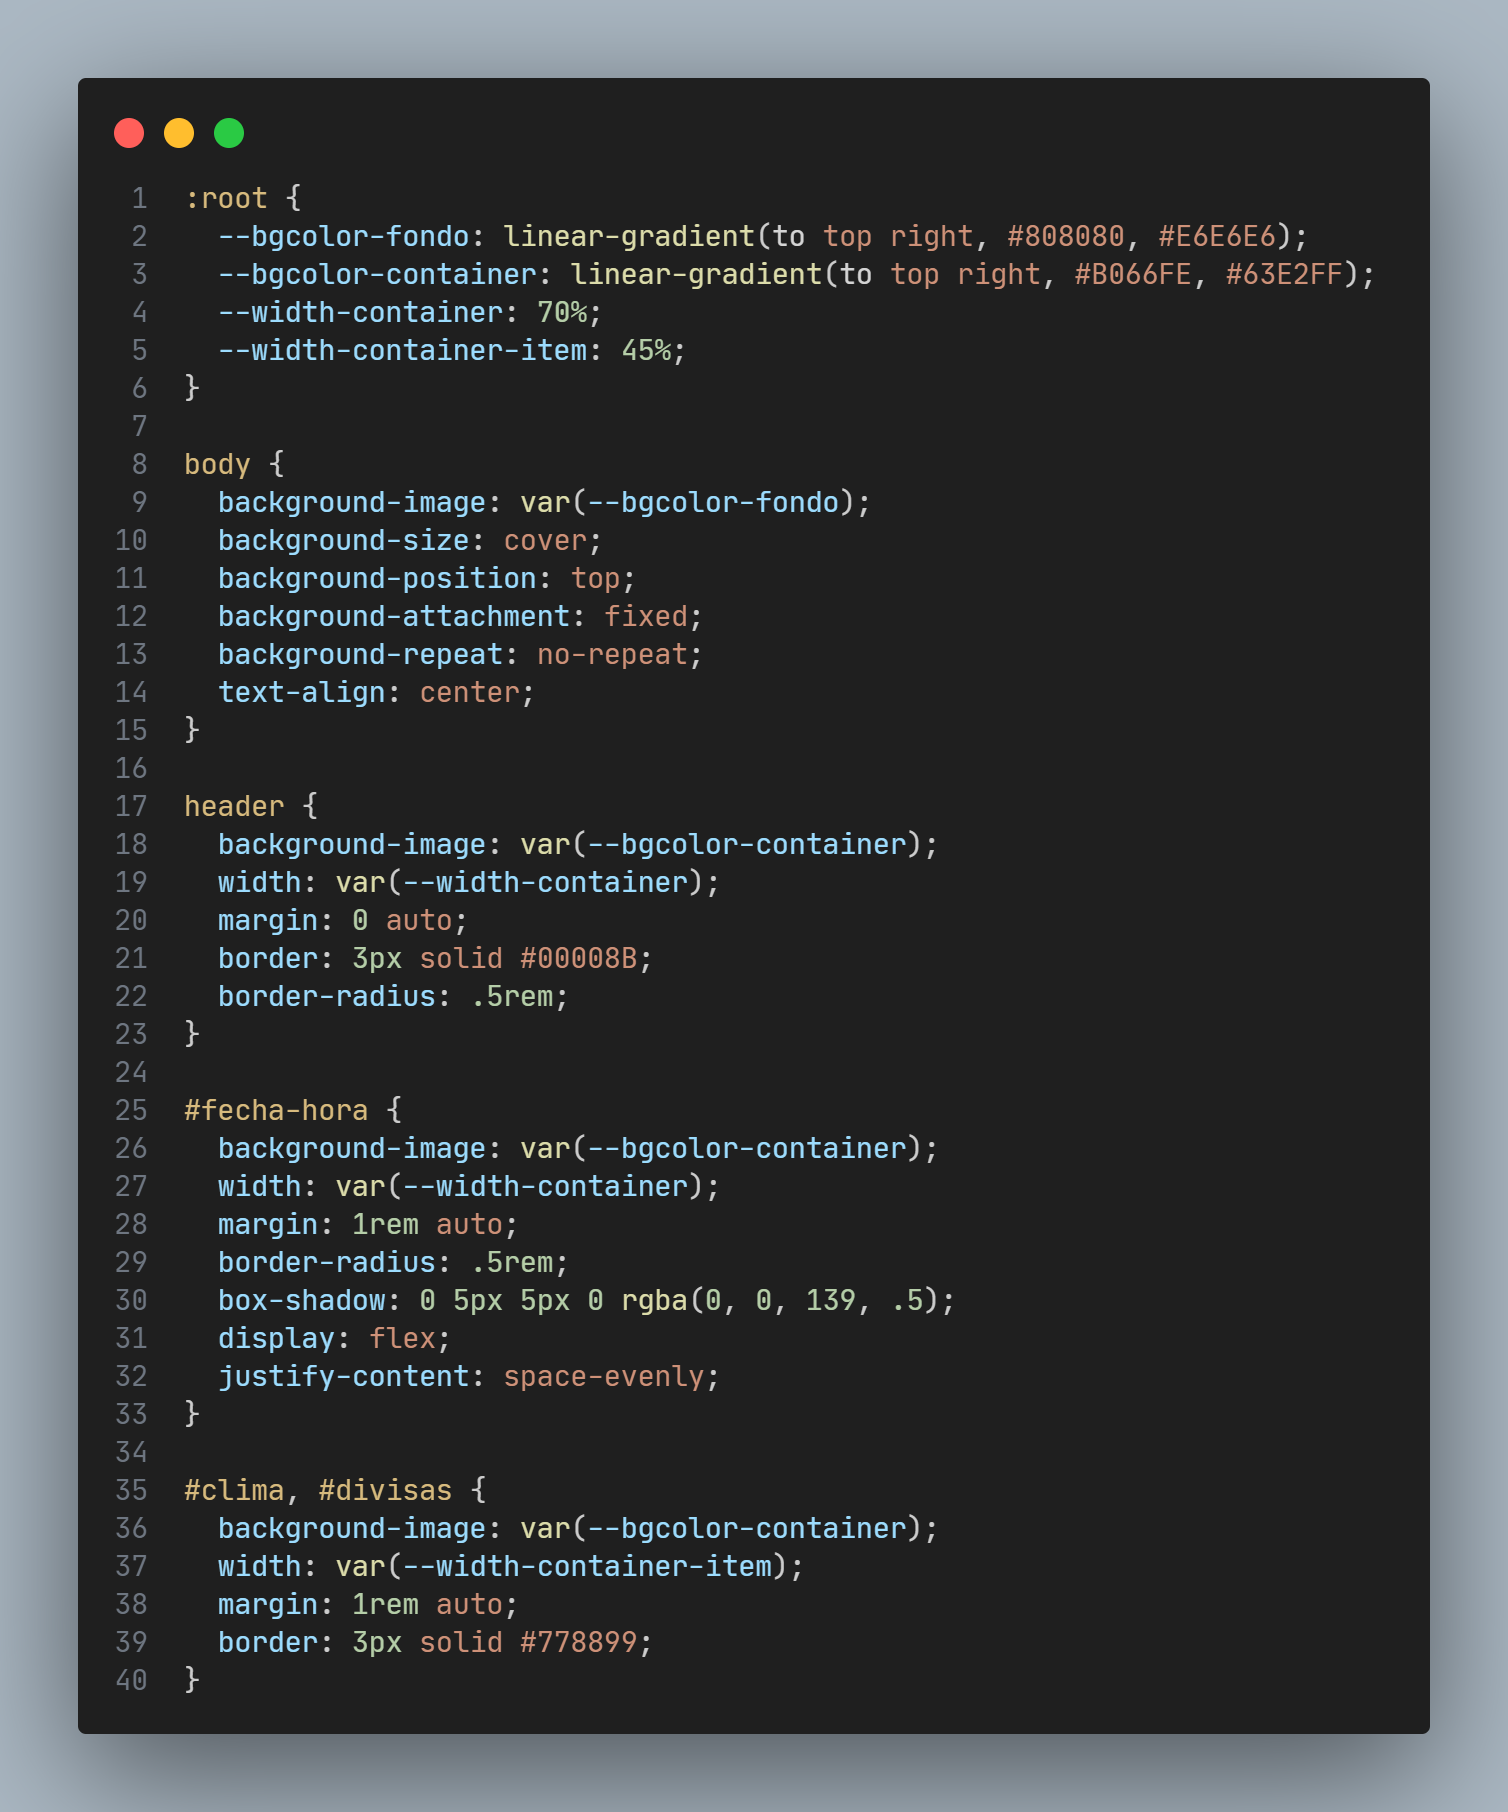 1 :root {
2   --bgcolor-fondo: linear-gradient(to top right, #808080, #E6E6E6);
3   --bgcolor-container: linear-gradient(to top right, #B066FE, #63E2FF);
4   --width-container: 70%;
5   --width-container-item: 45%;
6 }
7
8 body {
9   background-image: var(--bgcolor-fondo);
10   background-size: cover;
11   background-position: top;
12   background-attachment: fixed;
13   background-repeat: no-repeat;
14   text-align: center;
15 }
16
17 header {
18   background-image: var(--bgcolor-container);
19   width: var(--width-container);
20   margin: 0 auto;
21   border: 3px solid #00008B;
22   border-radius: .5rem;
23 }
24
25 #fecha-hora {
26   background-image: var(--bgcolor-container);
27   width: var(--width-container);
28   margin: 1rem auto;
29   border-radius: .5rem;
30   box-shadow: 0 5px 5px 0 rgba(0, 0, 139, .5);
31   display: flex;
32   justify-content: space-evenly;
33 }
34
35 #clima, #divisas {
36   background-image: var(--bgcolor-container);
37   width: var(--width-container-item);
38   margin: 1rem auto;
39   border: 3px solid #778899;
40 }